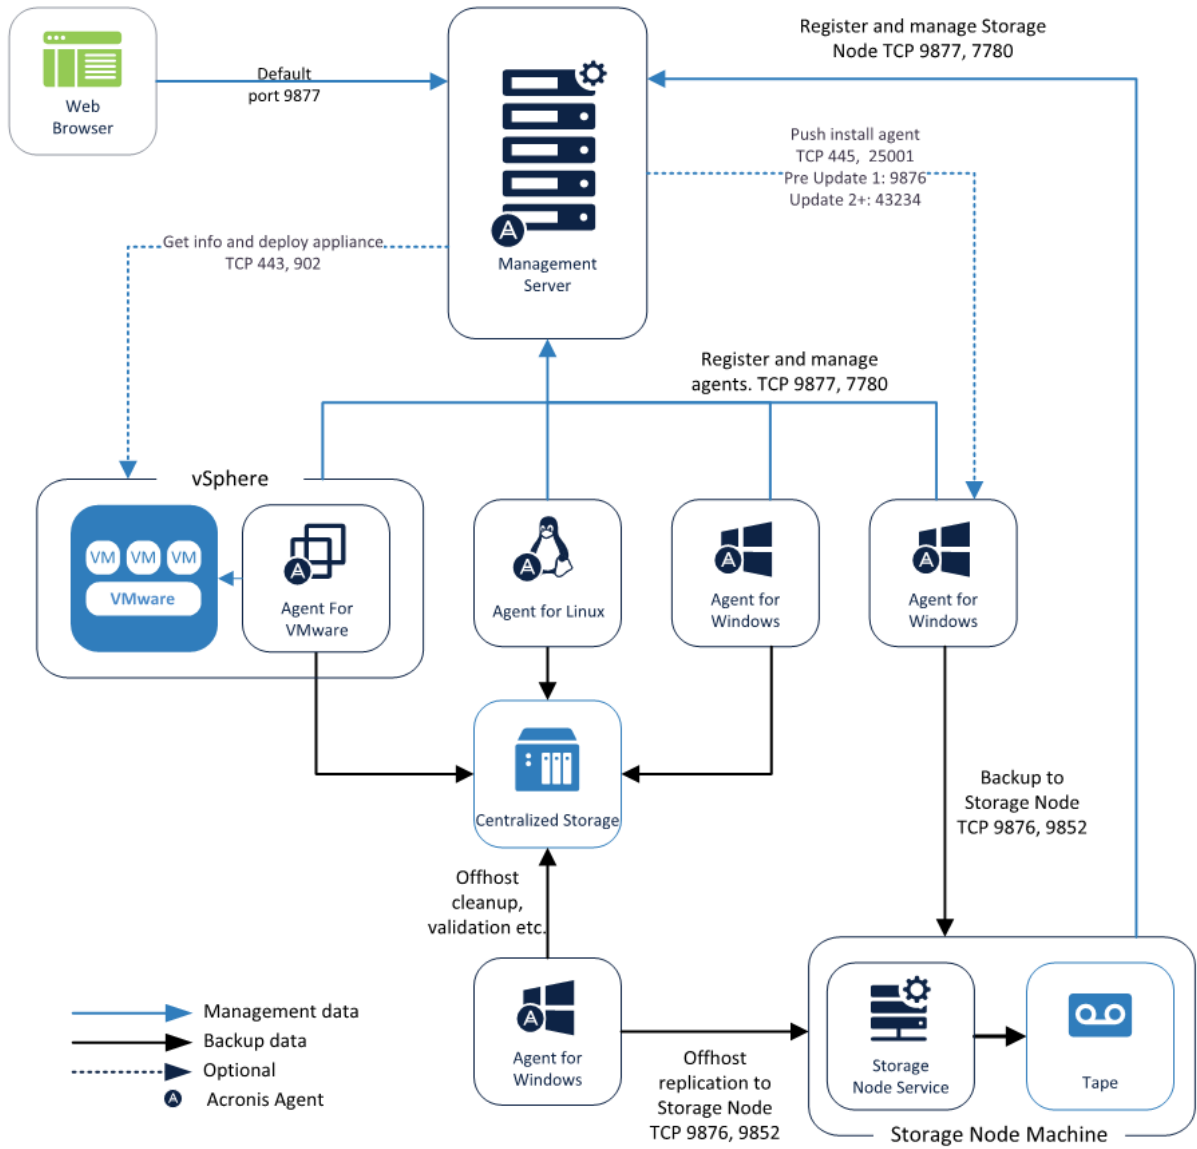 Register and manage Storage
Node TCP 9877, 7780
Default
port 9877
Web
Browser
Push install agent
TCP 445, 25001
Pre Update 1: 9876
Update 2+: 43234
Get info and deploy appliance
TCP 443, 902
Management
Server
Register and manage
agents. TCP 9877, 7780
vSphere
VM VM VM
VMware
Agent For
VMware
Agent for Linux
Agent for
Windows
Agent for
Windows
Centralized Storage
Backup to
Storage Node
TCP 9876, 9852
Offhost
cleanup,
validation etc.
Management data
Backup data
Optional
Acronis Agent
Agent for
Windows
Offhost
replication to
Storage Node
TCP 9876, 9852
Storage
Node Service
Tape
Storage Node Machine